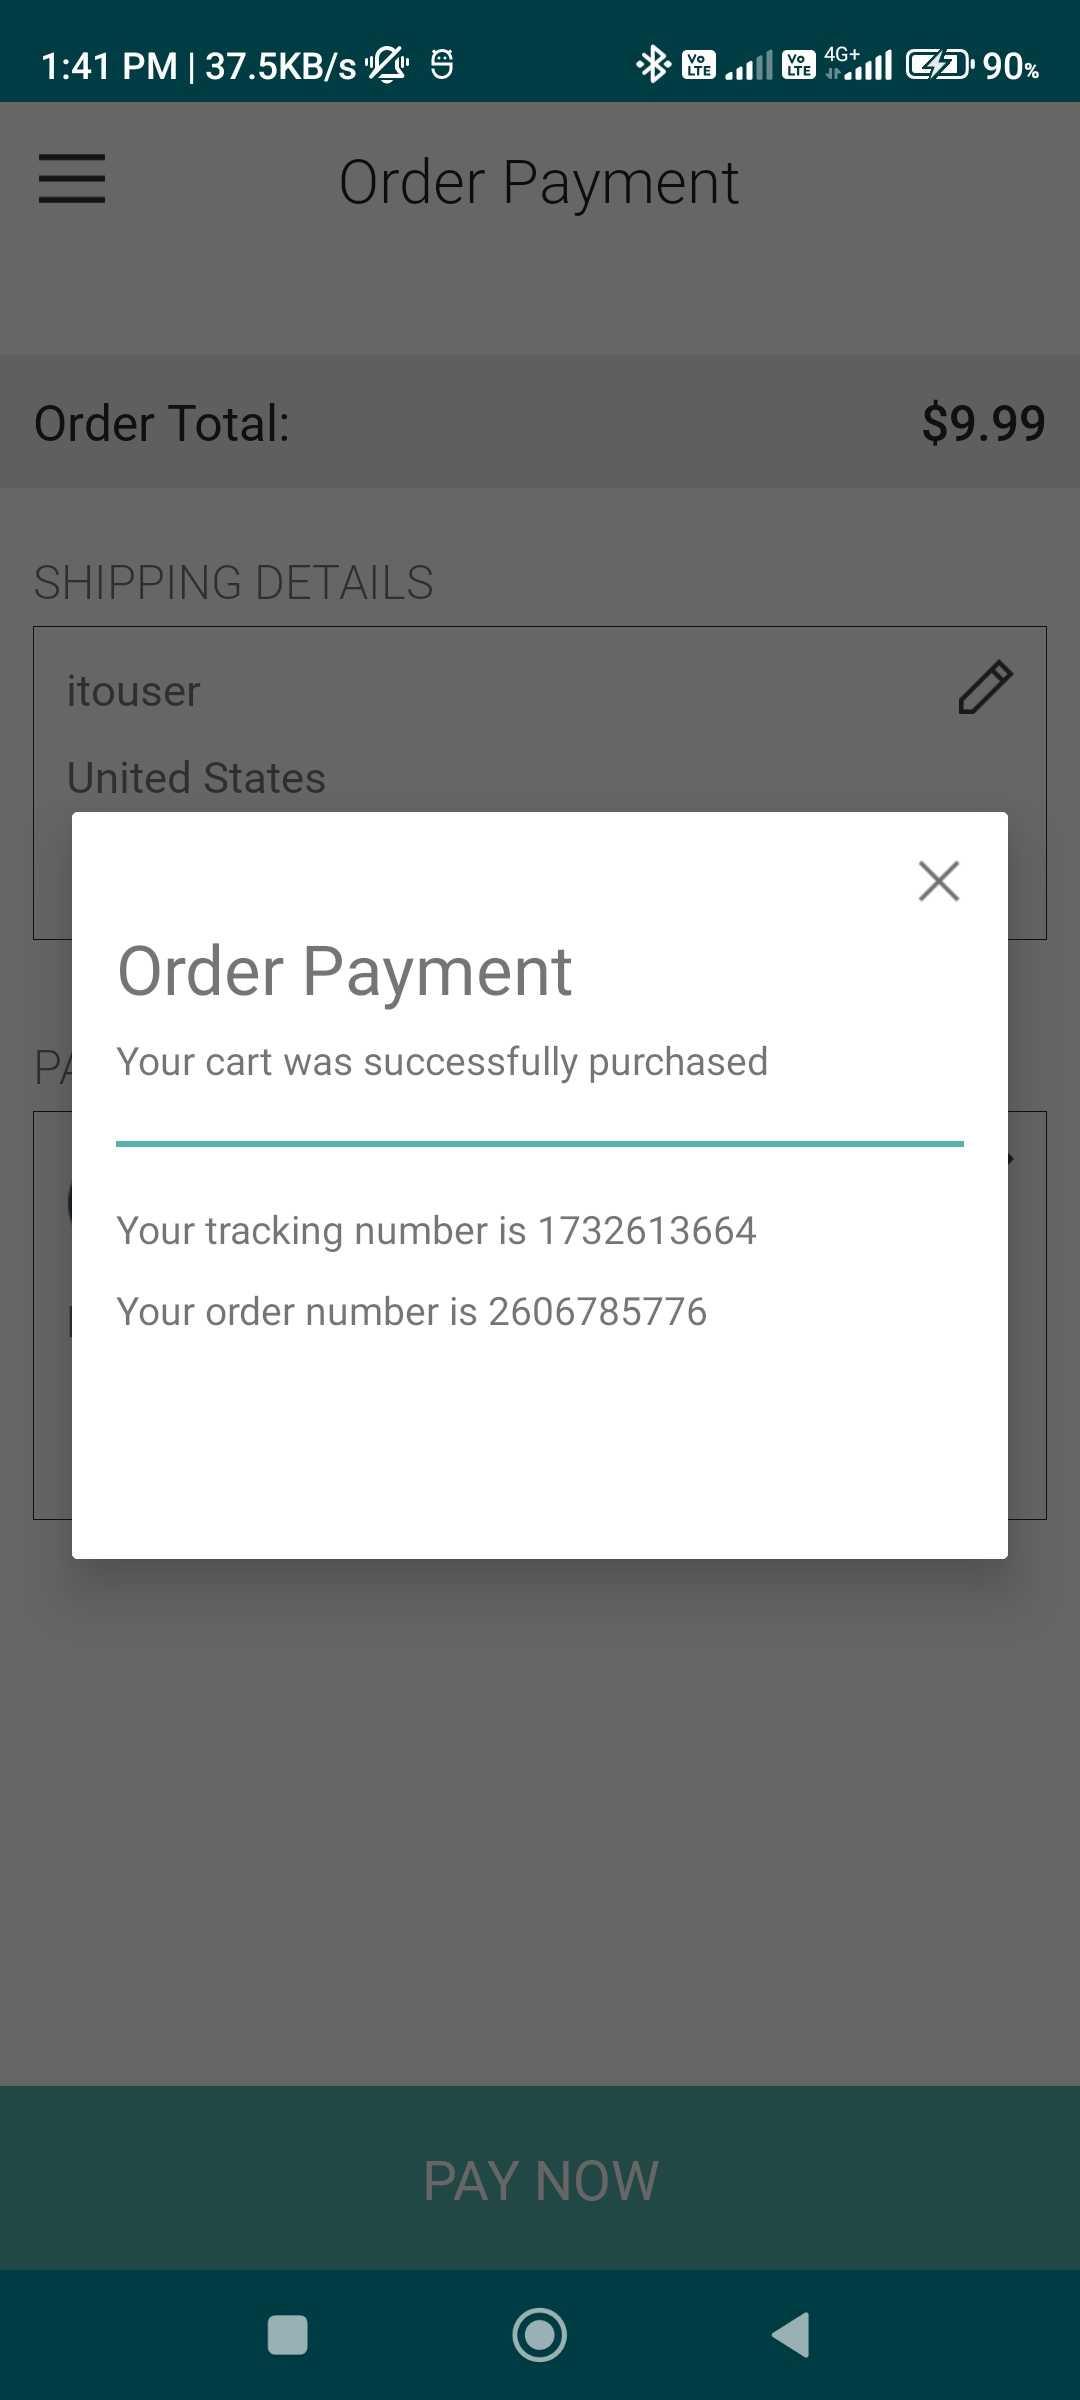 1:41 PM | 37.5KB/s
Vo LTE Vo LTE 4G+ 90%
Order Payment
Order Total: $9.99
SHIPPING DETAILS
itouser
United States
Order Payment
Your cart was successfully purchased
PA
Your tracking number is 1732613664
Your order number is 2606785776
PAY NOW